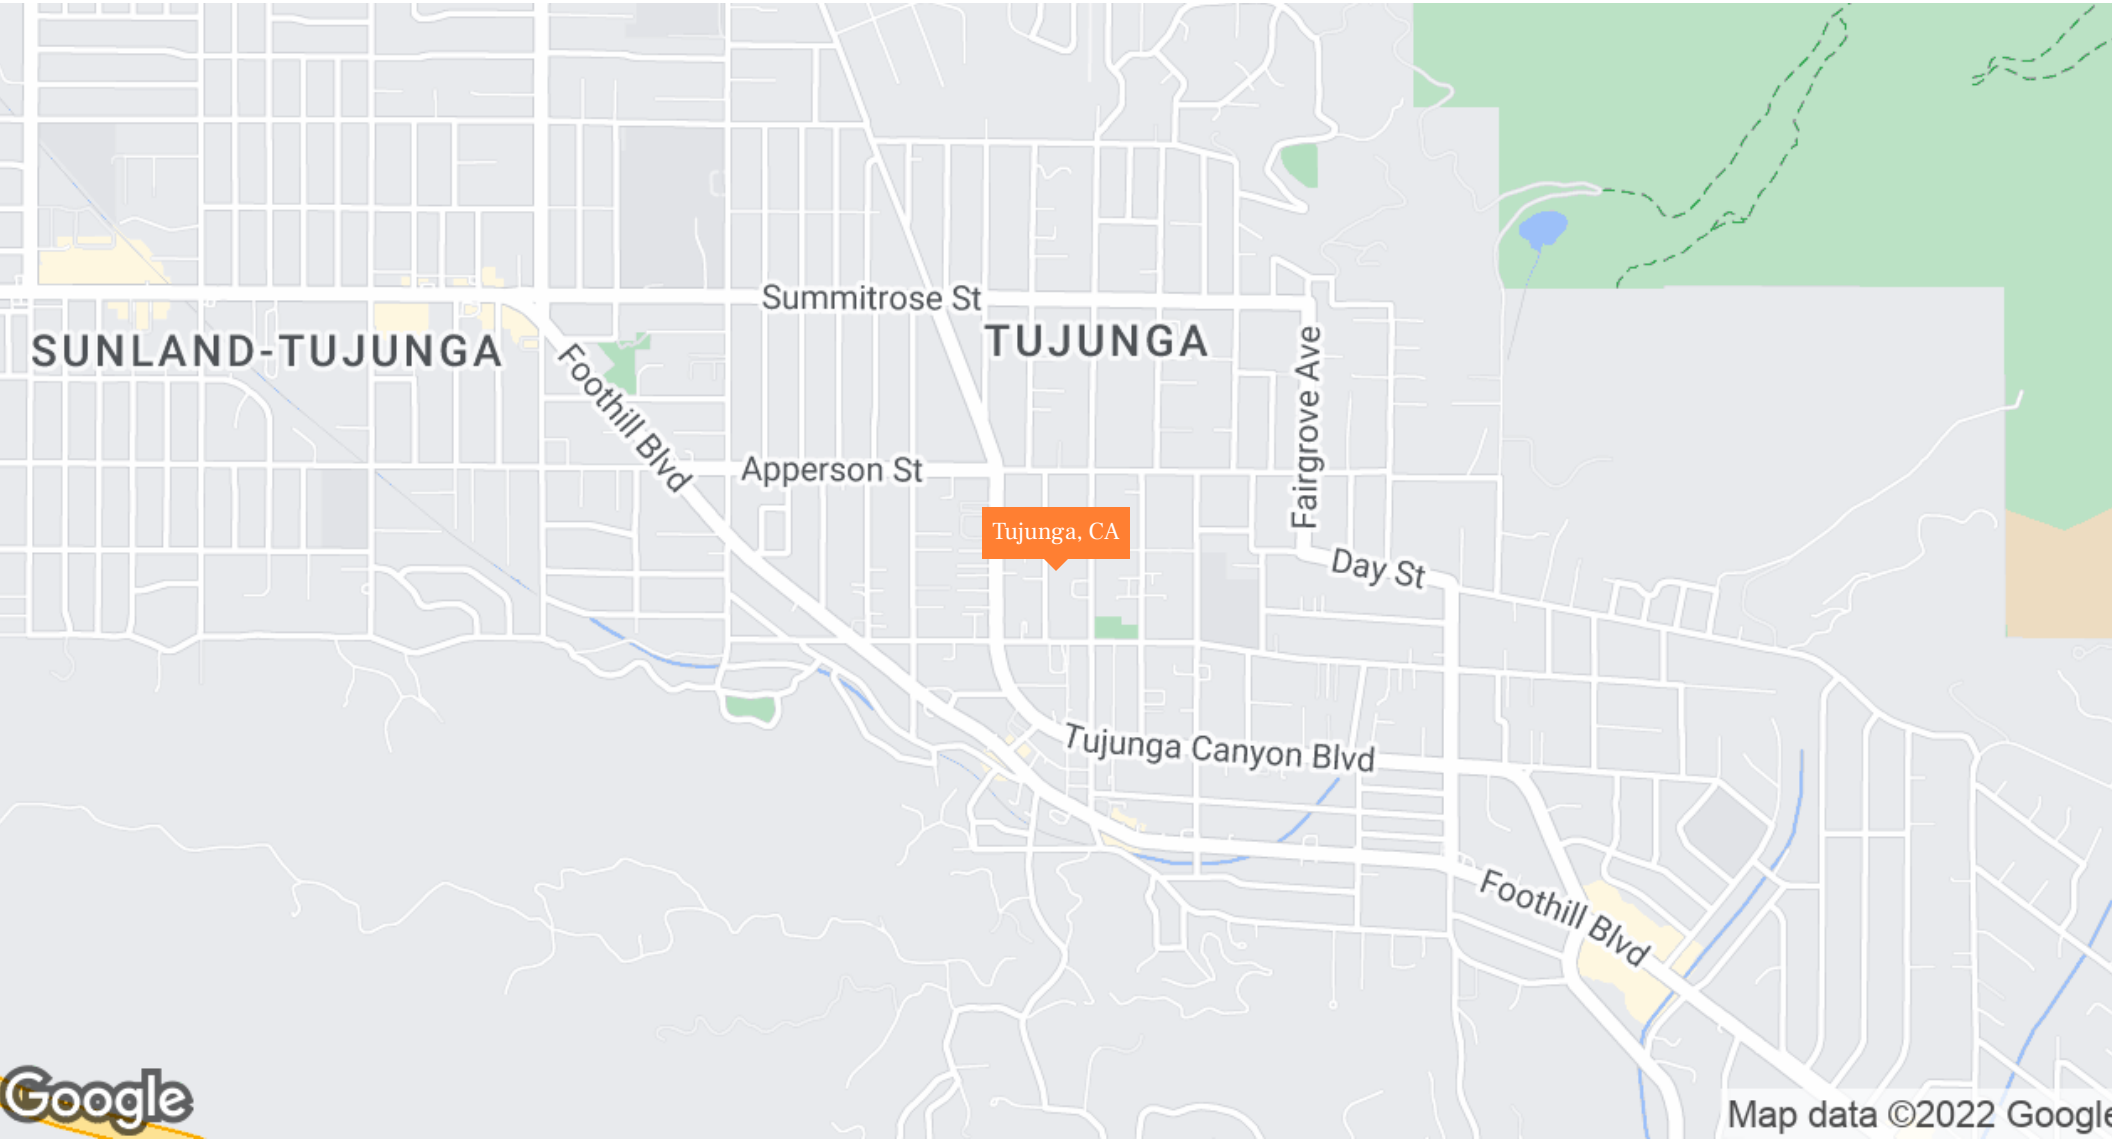 Summitrose St
TUJUNGA
SUNLAND-TUJUNGA
Foothill Blvd
Fairgrove Ave
Apperson St
Tujunga, CA
Day St
Tujunga Canyon Blvd
Foothill Blvd
Google
Map data ©2022 Google